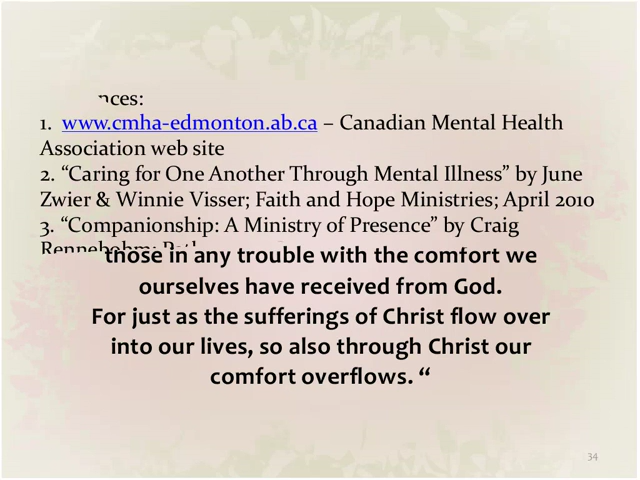 nces:
1. www.cmha-edmonton.ab.ca – Canadian Mental Health
Association web site
2. “Caring for One Another Through Mental Illness” by June
Zwier & Winnie Visser; Faith and Hope Ministries; April 2010
3. “Companionship: A Ministry of Presence” by Craig
those in any trouble with the comfort we
ourselves have received from God.
For just as the sufferings of Christ flow over
into our lives, so also through Christ our
comfort overflows. “
34